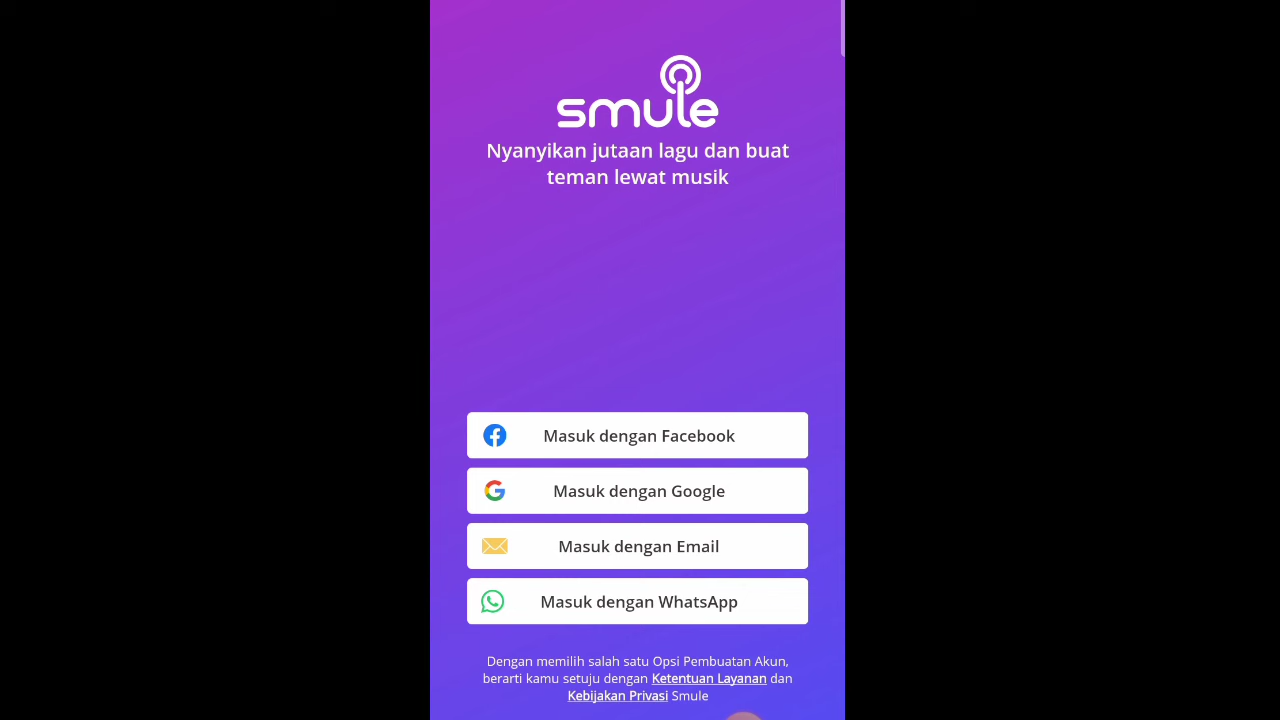 smule
Nyanyikan jutaan lagu dan buat
teman lewat musik
Masuk dengan Facebook
Masuk dengan Google
Masuk dengan Email
Masuk dengan WhatsApp
Dengan memilih salah satu Opsi Pembuatan Akun,
berarti kamu setuju dengan Ketentuan Layanan dan
Kebijakan Privasi Smule